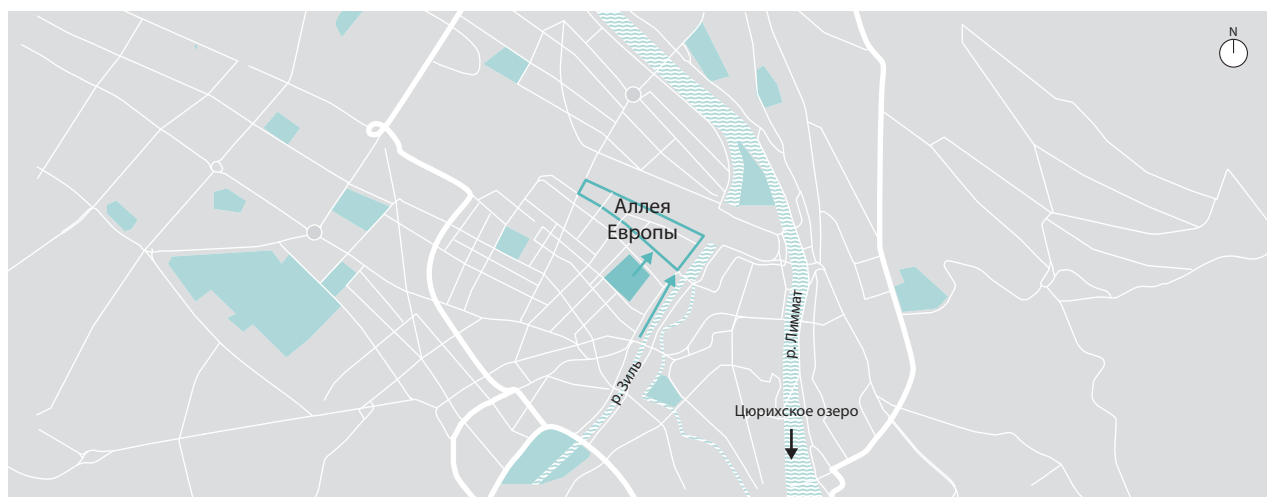 N
Аллея
Европы
р. Лиммат
р. Зиль
Цюрихское озеро